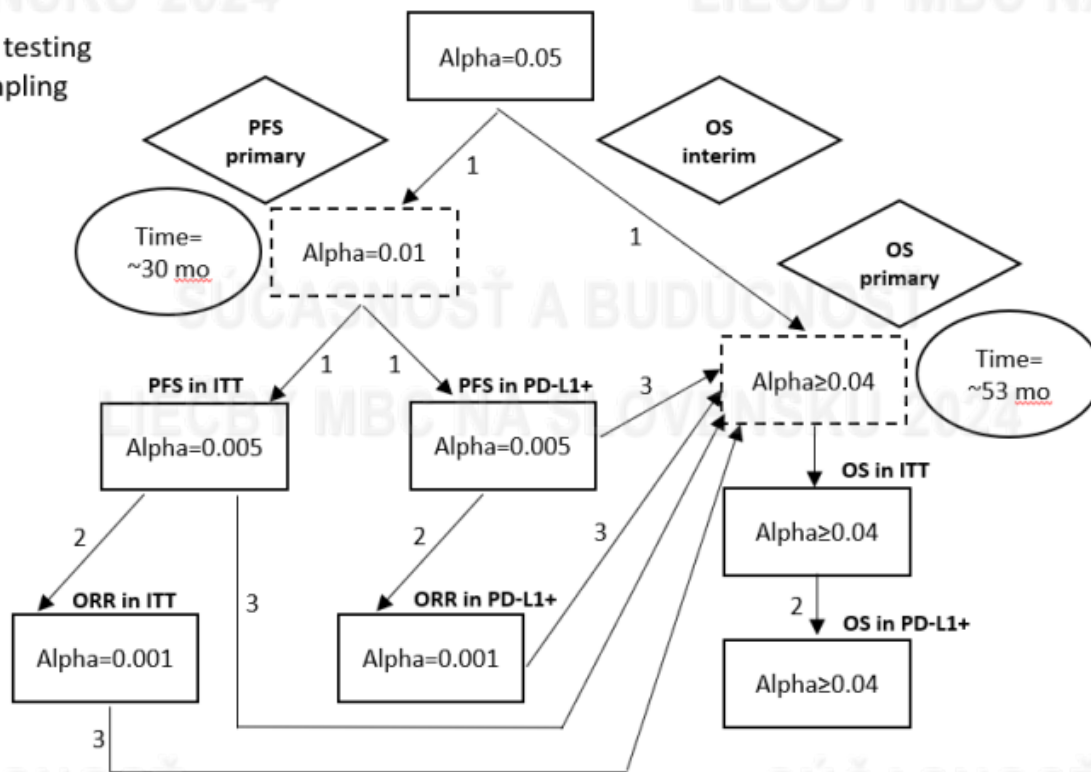 testing
Alpha=0.05
PFS
primary
OS
interim
1
1
Time=
~30 mo
Alpha=0.01
OS
primary
SÚČASNOSŤ A BUDÚCNOSŤ
1
1
Alpha≥0.04
Time=
~53 mo
PFS in ITT
PFS in PD-L1+
3
LIEČBY MBC NA SLOVENSKU 2024
Alpha=0.005
Alpha=0.005
OS in ITT
2
2
3
Alpha≥0.04
ORR in ITT
3
ORR in PD-L1+
2
OS in PD-L1+
Alpha=0.001
Alpha=0.001
Alpha≥0.04
3